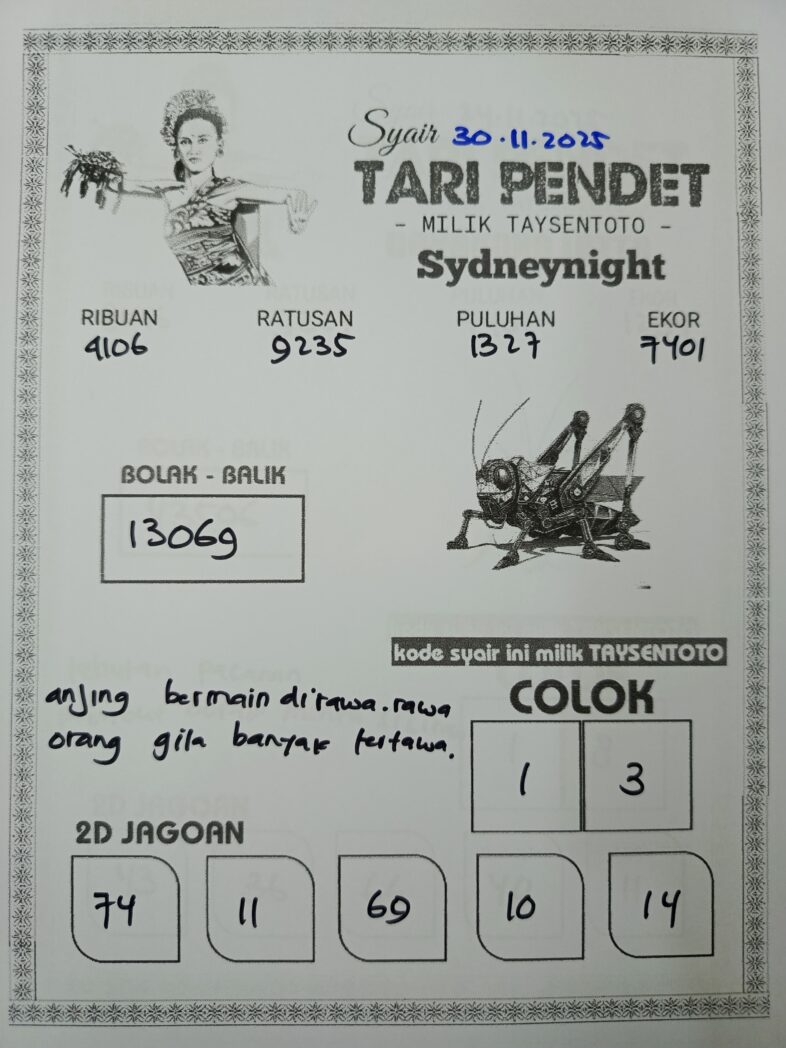 Syair 30.11.2025
TARI PENDET
- MILIK TAYSENTOTO -
Sydneynight
RIBUAN RATUSAN PULUHAN EKOR
4106 9235 1327 7401
BOLAK - BALIK
13069
kode syair ini milik TAYSENTOTO
anjing bermain dirawa.rawa
orang gila banyak tertawa.
COLOK
1 3
2D JAGOAN
74 11 69 10 14